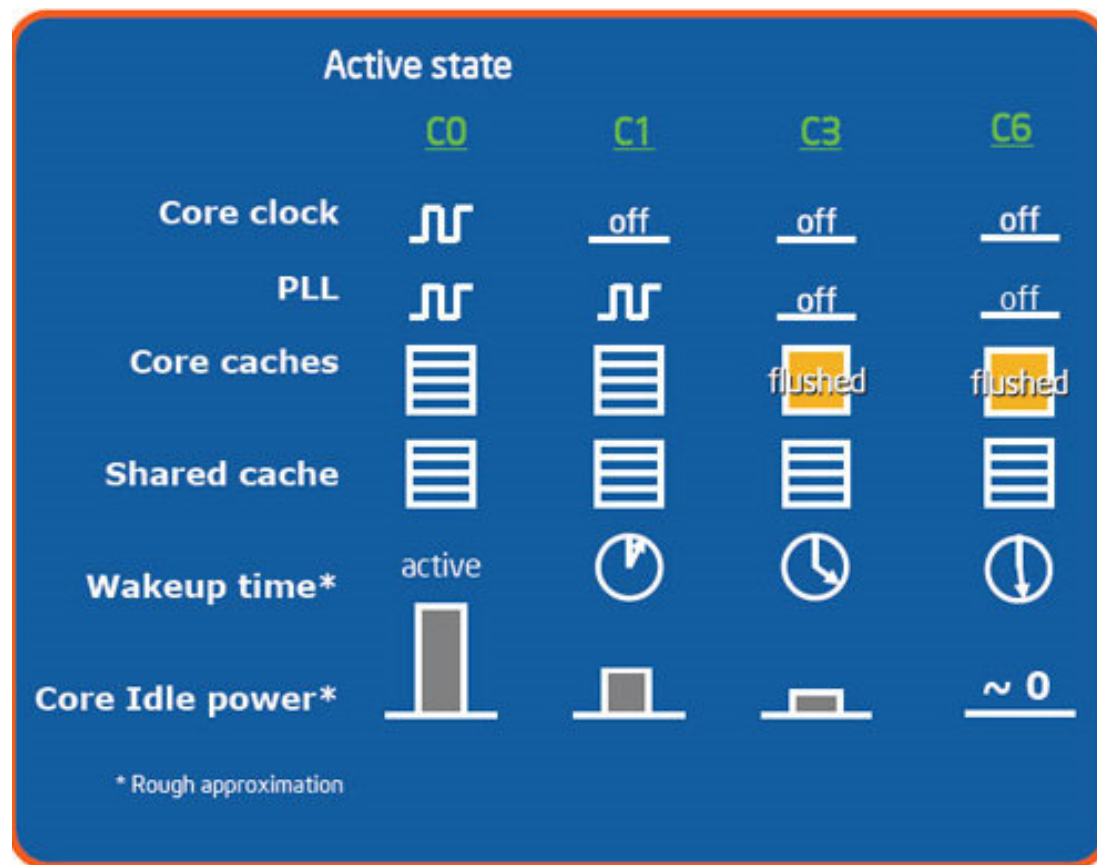 Active state
C0 C1 C3 C6
Core clock off off off
PLL off off
Core caches flushed flushed
Shared cache
Wakeup time* active
Core Idle power* ~ 0
* Rough approximation